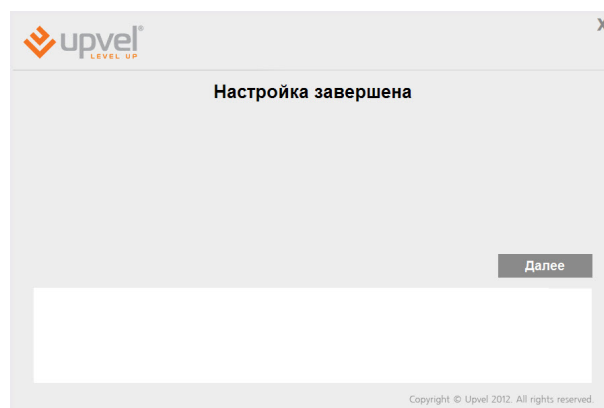 X
upvel®
LEVEL UP
Настройка завершена
Далее
Copyright © Upvel 2012. All rights reserved.